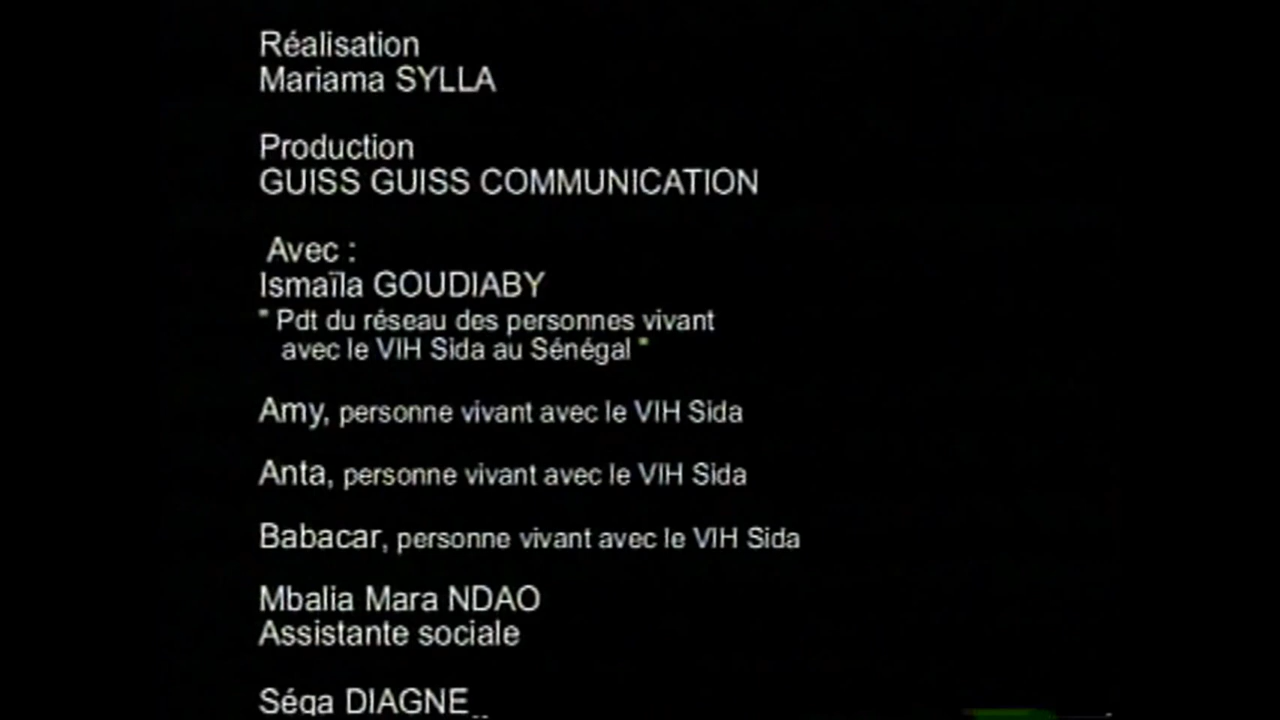 Réalisation
Mariama SYLLA
Production
GUISS GUISS COMMUNICATION
Avec :
Ismaïla GOUDIABY
" Pdt du réseau des personnes vivant
avec le VIH Sida au Sénégal "
Amy, personne vivant avec le VIH Sida
Anta, personne vivant avec le VIH Sida
Babacar, personne vivant avec le VIH Sida
Mbalia Mara NDAO
Assistante sociale
Séga DIAGNE